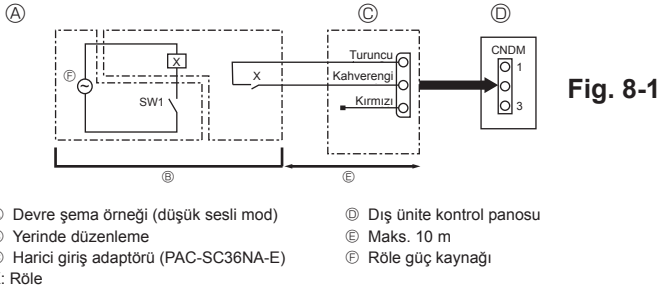 Ⓐ Ⓒ Ⓓ
Turuncu
Kahverengi
Kırmızı
X
X
Ⓕ
SW1
CNDM
1
3
Fig. 8-1
Ⓑ
Ⓔ
Devre şema örneği (düşük sesli mod)
Yerinde düzenleme
Harici giriş adaptörü (PAC-SC36NA-E)
: Röle
Ⓓ Dış ünite kontrol panosu
Ⓔ Maks. 10 m
Ⓕ Röle güç kaynağı